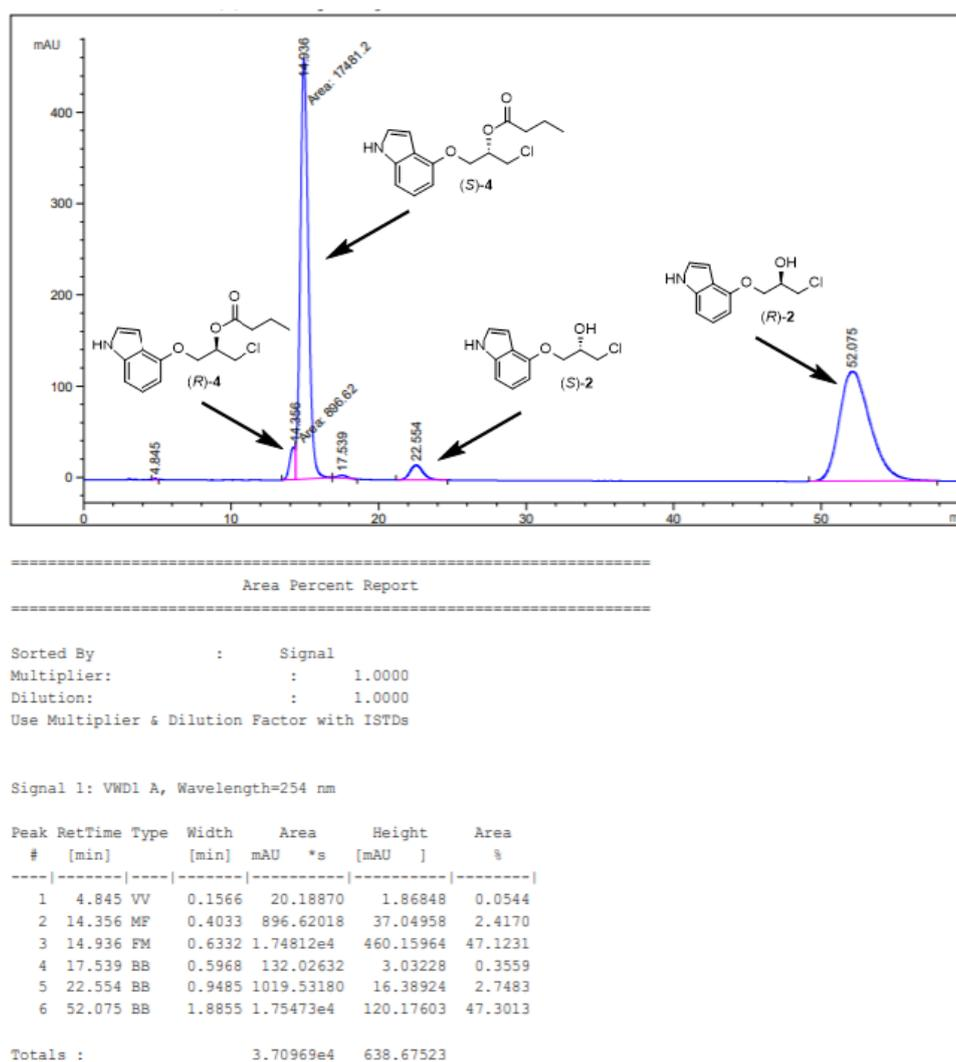 mAU
14.936
Area: 17481.2
400
300
200
100
0
O
O
HN
O
Cl
(S)-4
O
O
HN
O
Cl
(R)-4
OH
HN
O
Cl
(S)-2
OH
HN
O
Cl
(R)-2
4.845
14.356
Area: 896.62
17.539
22.554
52.075
0 10 20 30 40 50
==========================================================================
Area Percent Report
==========================================================================
Sorted By : Signal
Multiplier: : 1.0000
Dilution: : 1.0000
Use Multiplier & Dilution Factor with ISTDs
Signal 1: VWD1 A, Wavelength=254 nm
Peak RetTime Type Width Area Height Area
# [min] [min] mAU *s [mAU ] %
----|-------|----|-------|----------|----------|--------|
1 4.845 VV 0.1566 20.18870 1.86848 0.0544
2 14.356 MF 0.4033 896.62018 37.04958 2.4170
3 14.936 FM 0.6332 1.74812e4 460.15964 47.1231
4 17.539 BB 0.5968 132.02632 3.03228 0.3559
5 22.554 BB 0.9485 1019.53180 16.38924 2.7483
6 52.075 BB 1.8855 1.75473e4 120.17603 47.3013
Totals : 3.70969e4 638.67523